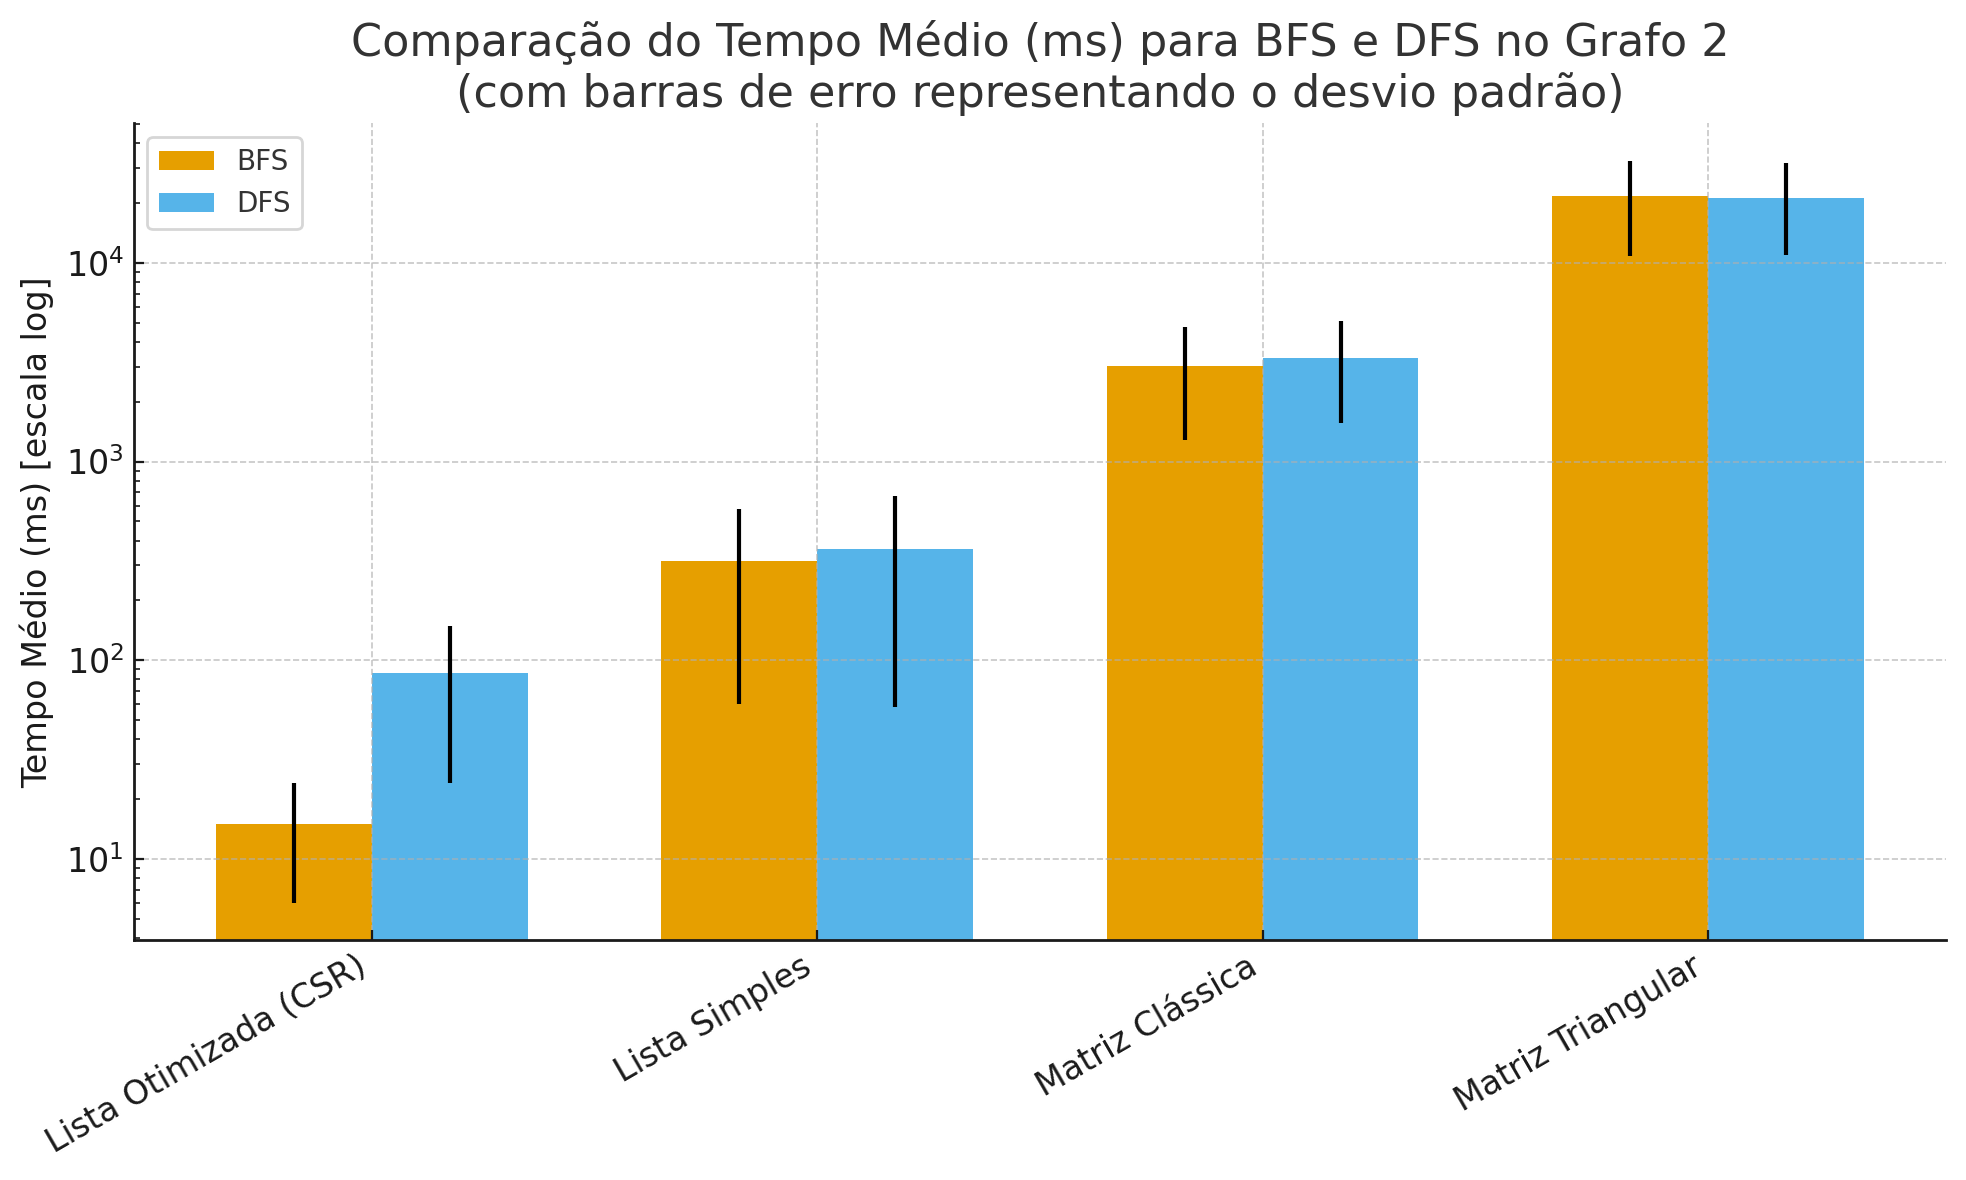 Comparação do Tempo Médio (ms) para BFS e DFS no Grafo 2
(com barras de erro representando o desvio padrão)
BFS
DFS
Tempo Médio (ms) [escala log]
10⁴
10³
10²
10¹
Lista Otimizada (CSR)
Lista Simples
Matriz Clássica
Matriz Triangular